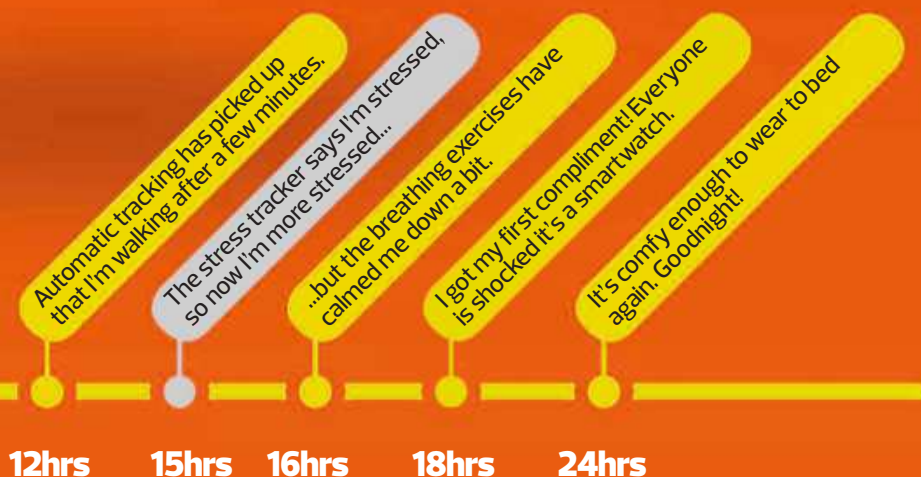 Automatic tracking has picked up
that I'm walking after a few minutes.
The stress tracker says I'm stressed,
so now I'm more stressed...
...but the breathing exercises have
calmed me down a bit.
I got my first compliment! Everyone
is shocked it's a smartwatch.
It's comfy enough to wear to bed
again. Goodnight!
12hrs 15hrs 16hrs 18hrs 24hrs